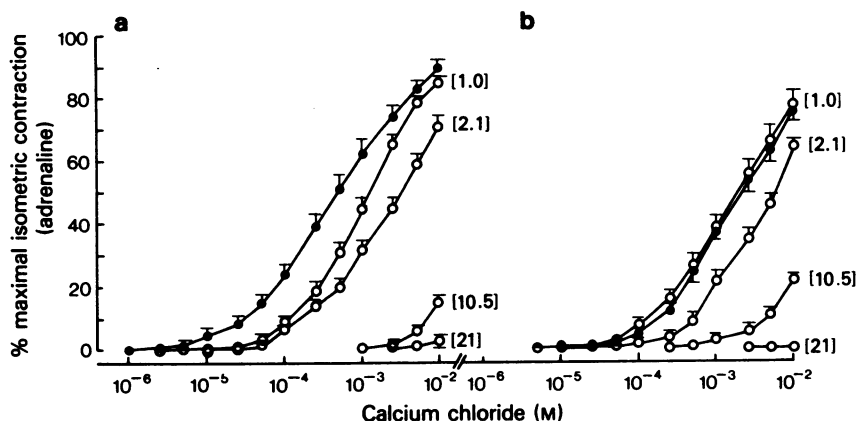 a
b
% maximal isometric contraction
(adrenaline)
100
80
60
40
20
0
[1.0]
[2.1]
[10.5]
[21]
[1.0]
[2.1]
[10.5]
[21]
10⁻⁶ 10⁻⁵ 10⁻⁴ 10⁻³ 10⁻² 10⁻⁶ 10⁻⁵ 10⁻⁴ 10⁻³ 10⁻²
Calcium chloride (M)